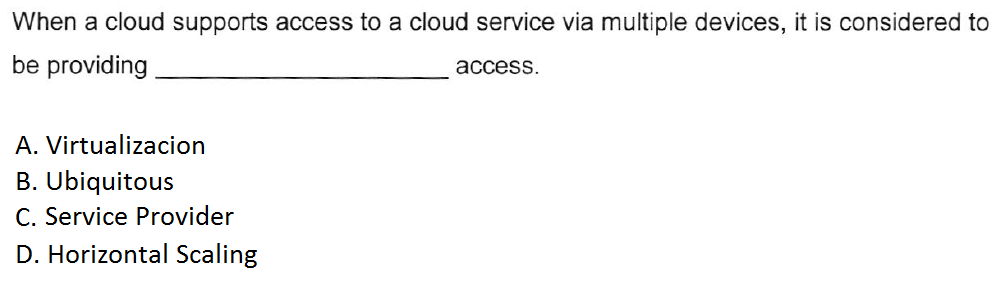 When a cloud supports access to a cloud service via multiple devices, it is considered to
be providing ______________________ access.
A. Virtualizacion
B. Ubiquitous
C. Service Provider
D. Horizontal Scaling